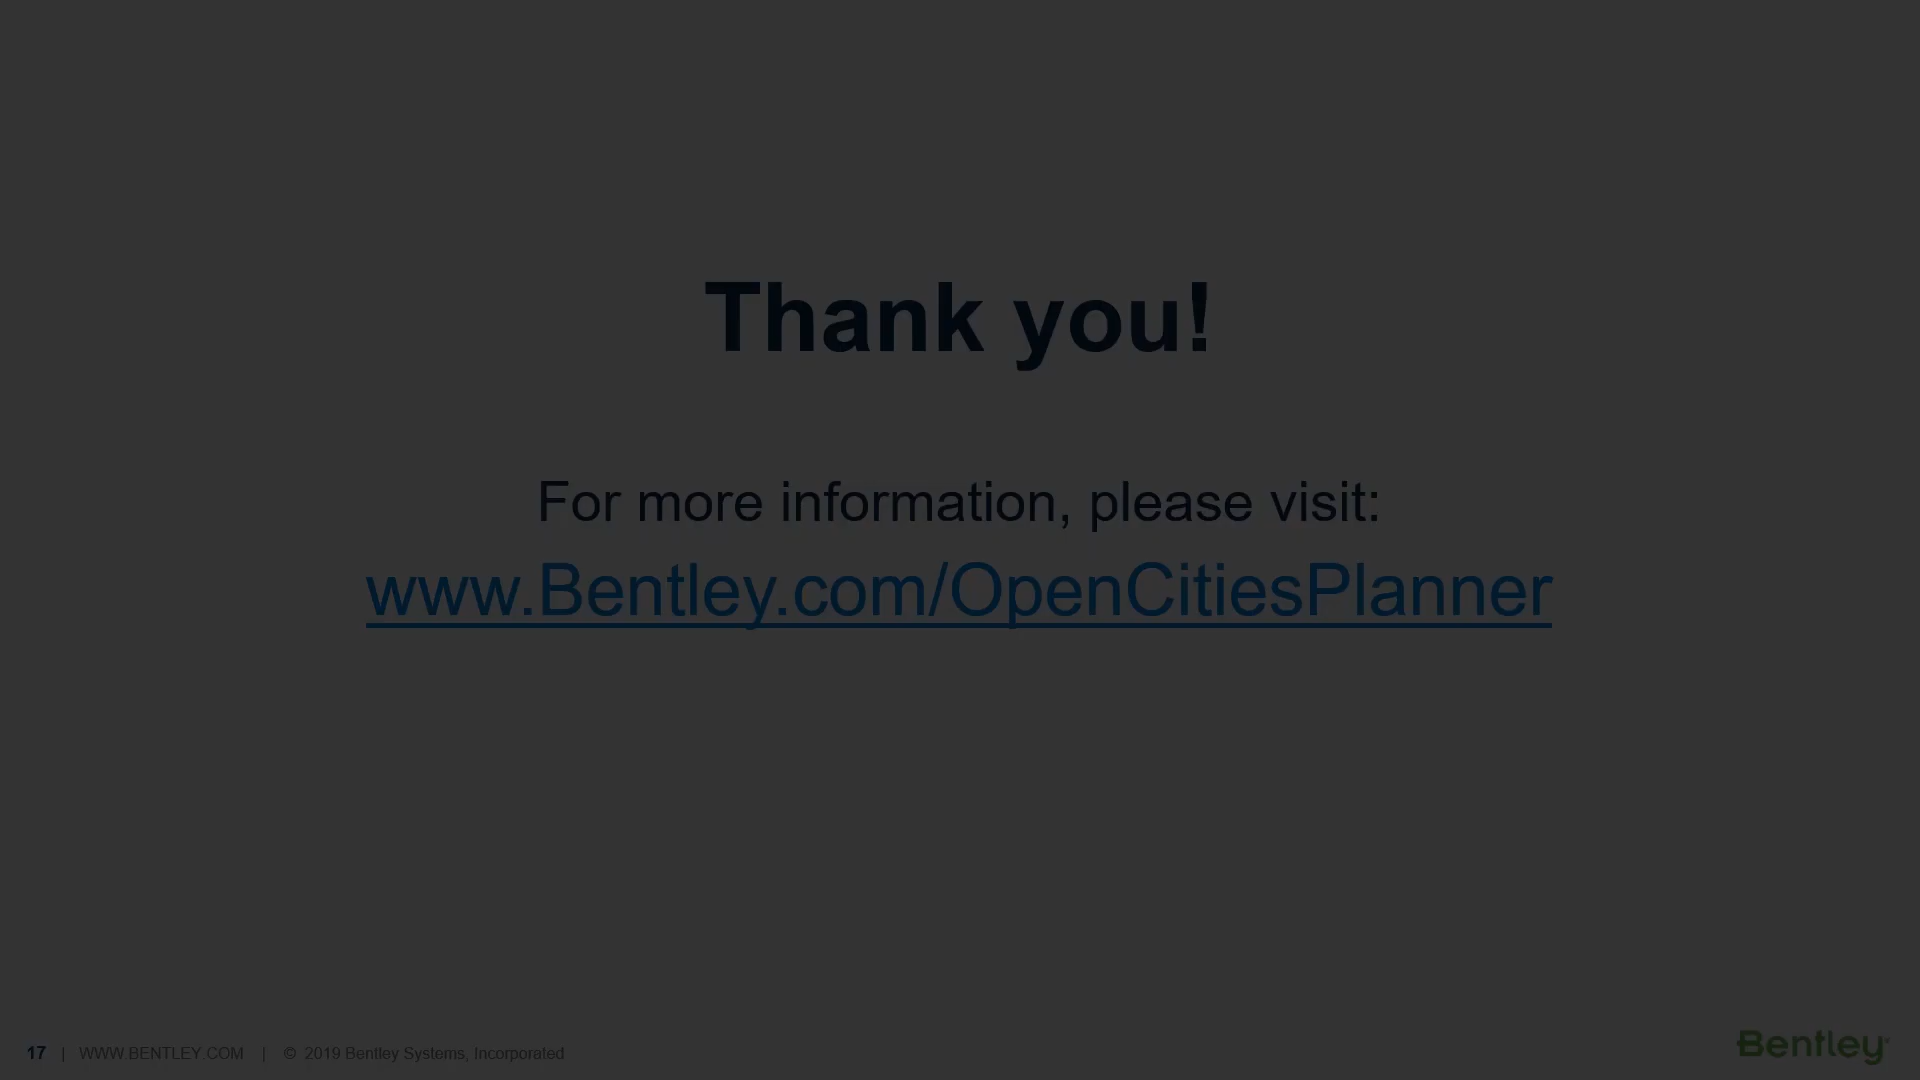 Thank you!
For more information, please visit:
www.Bentley.com/OpenCitiesPlanner
17 | WWW.BENTLEY.COM | © 2019 Bentley Systems, Incorporated
Bentley®